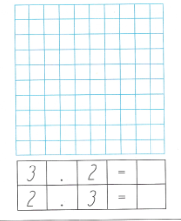 3 . 2 =
2 . 3 =